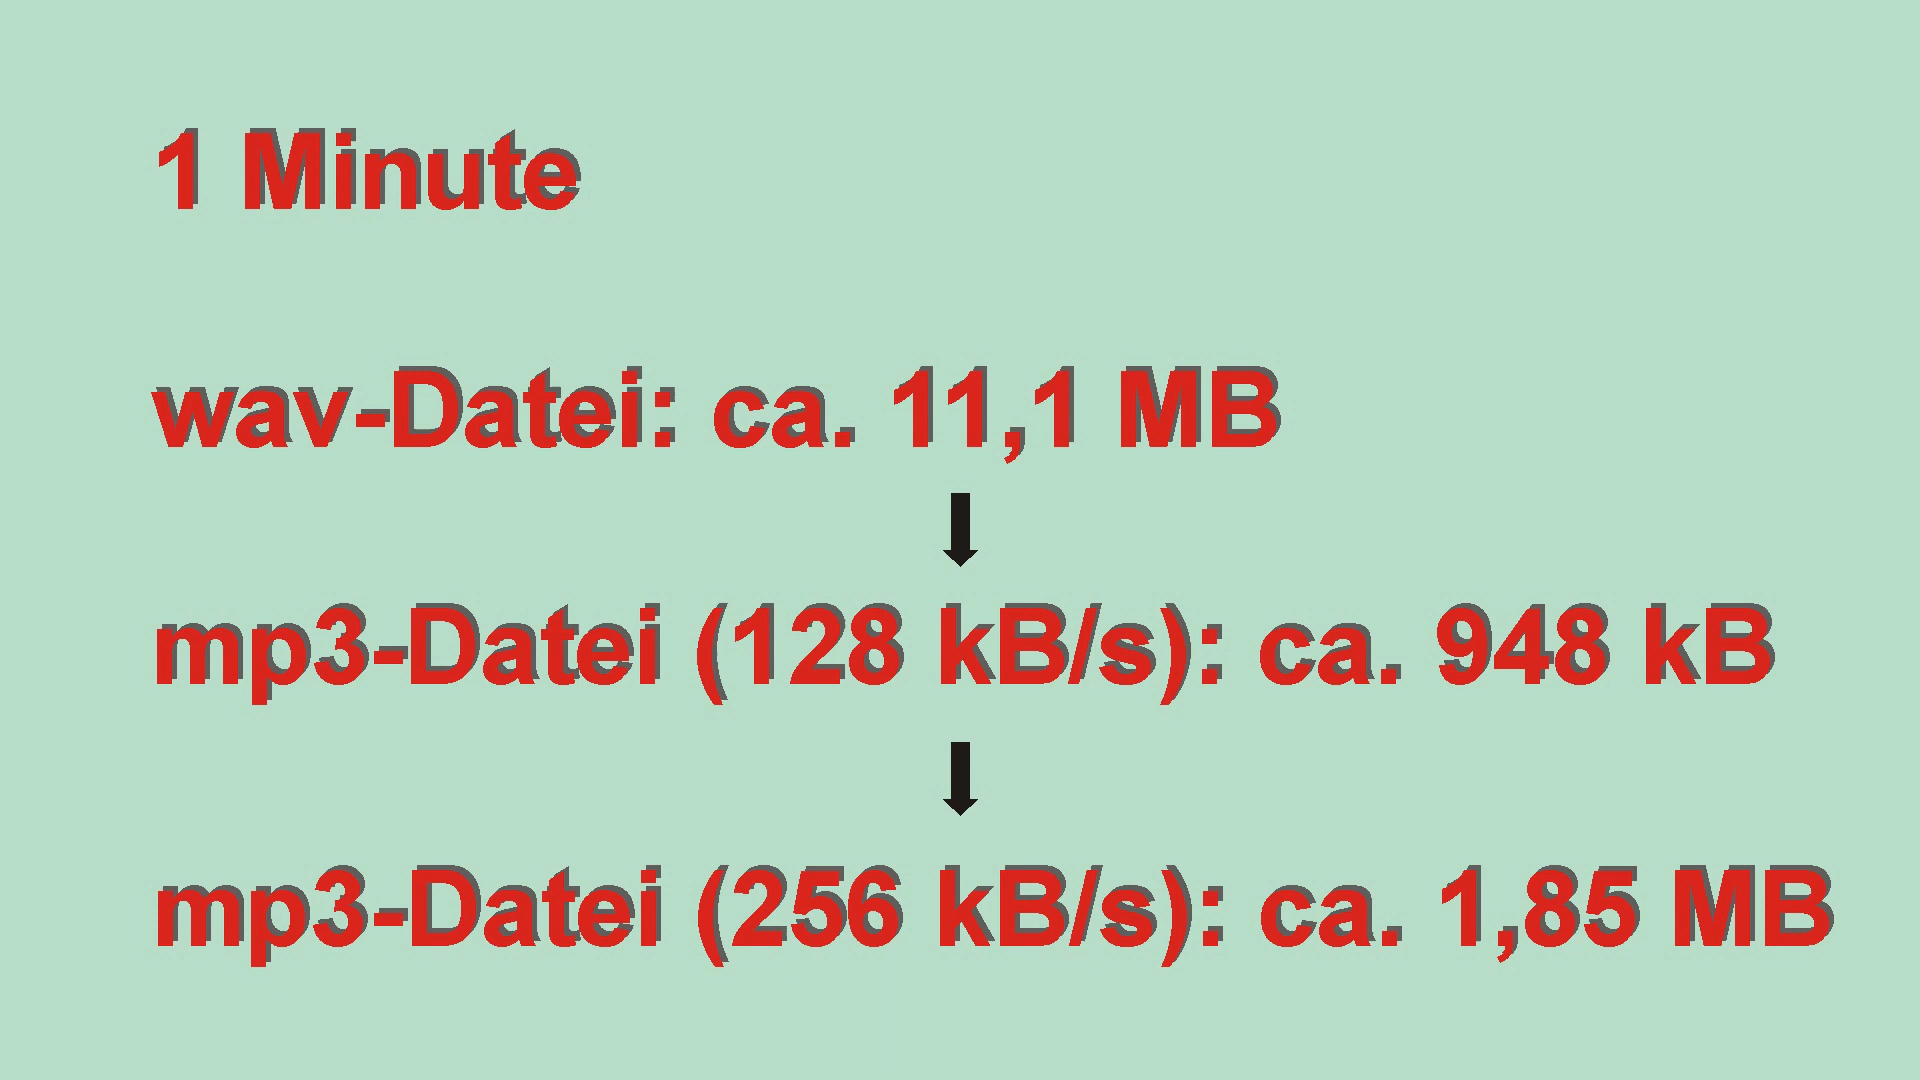 1 Minute
wav-Datei: ca. 11,1 MB
mp3-Datei (128 kB/s): ca. 948 kB
mp3-Datei (256 kB/s): ca. 1,85 MB